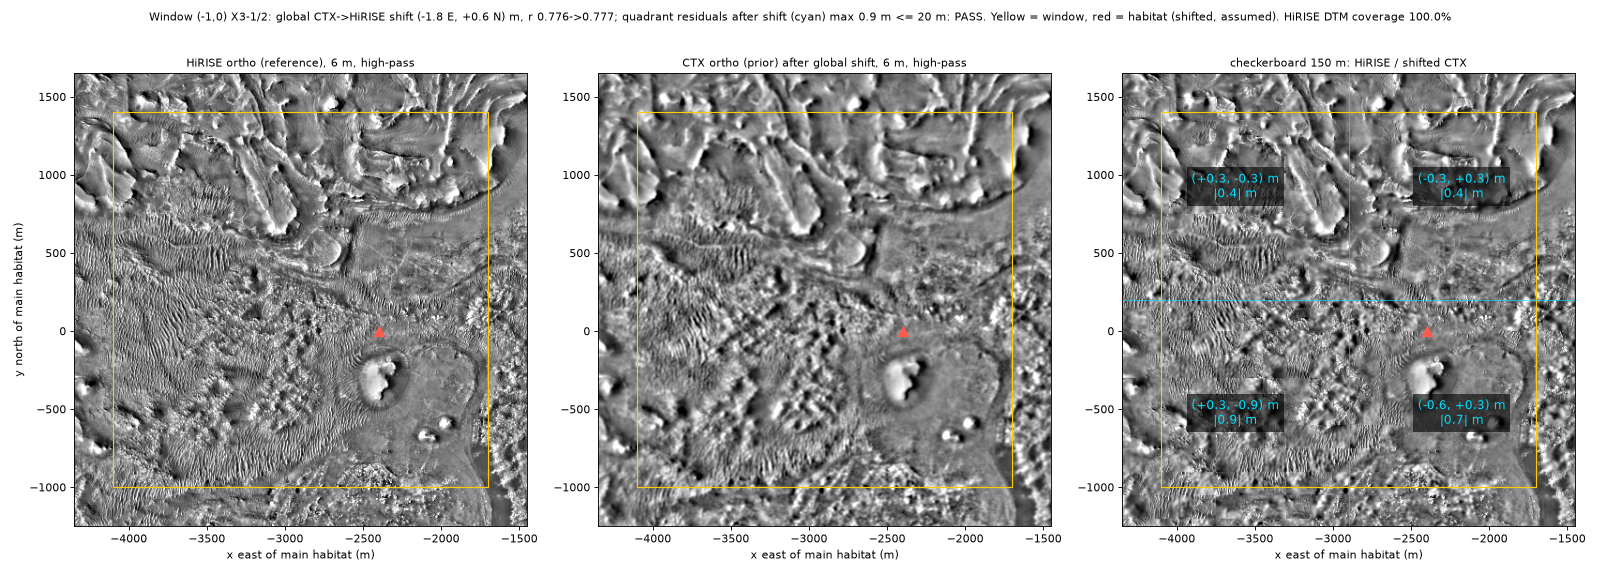 Window (-1,0) X3-1/2: global CTX->HiRISE shift (-1.8 E, +0.6 N) m, r 0.776->0.777; quadrant residuals after shift (cyan) max 0.9 m <= 20 m: PASS. Yellow = window, red = habitat (shifted, assumed). HiRISE DTM coverage 100.0%
HiRISE ortho (reference), 6 m, high-pass
CTX ortho (prior) after global shift, 6 m, high-pass
checkerboard 150 m: HiRISE / shifted CTX
y north of main habitat (m)
1500
1000
500
0
−500
−1000
−4000 −3500 −3000 −2500 −2000 −1500
x east of main habitat (m)
1500
1000
500
0
−500
−1000
−4000 −3500 −3000 −2500 −2000 −1500
x east of main habitat (m)
1500
1000
500
0
−500
−1000
(+0.3, -0.3) m
|0.4| m
(-0.3, +0.3) m
|0.4| m
(+0.3, -0.9) m
|0.9| m
(-0.6, +0.3) m
|0.7| m
−4000 −3500 −3000 −2500 −2000 −1500
x east of main habitat (m)